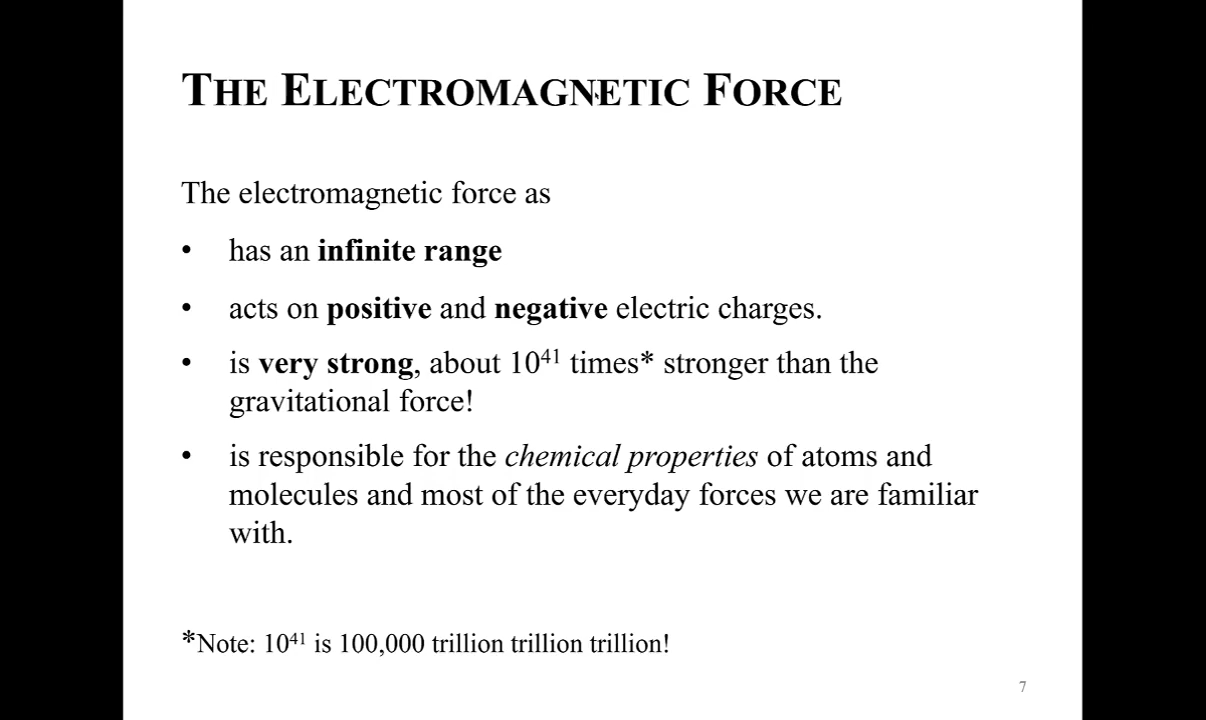 THE ELECTROMAGNETIC FORCE
The electromagnetic force as
• has an infinite range
• acts on positive and negative electric charges.
• is very strong, about 10⁴¹ times* stronger than the
gravitational force!
• is responsible for the chemical properties of atoms and
molecules and most of the everyday forces we are familiar
with.
*Note: 10⁴¹ is 100,000 trillion trillion trillion!
7